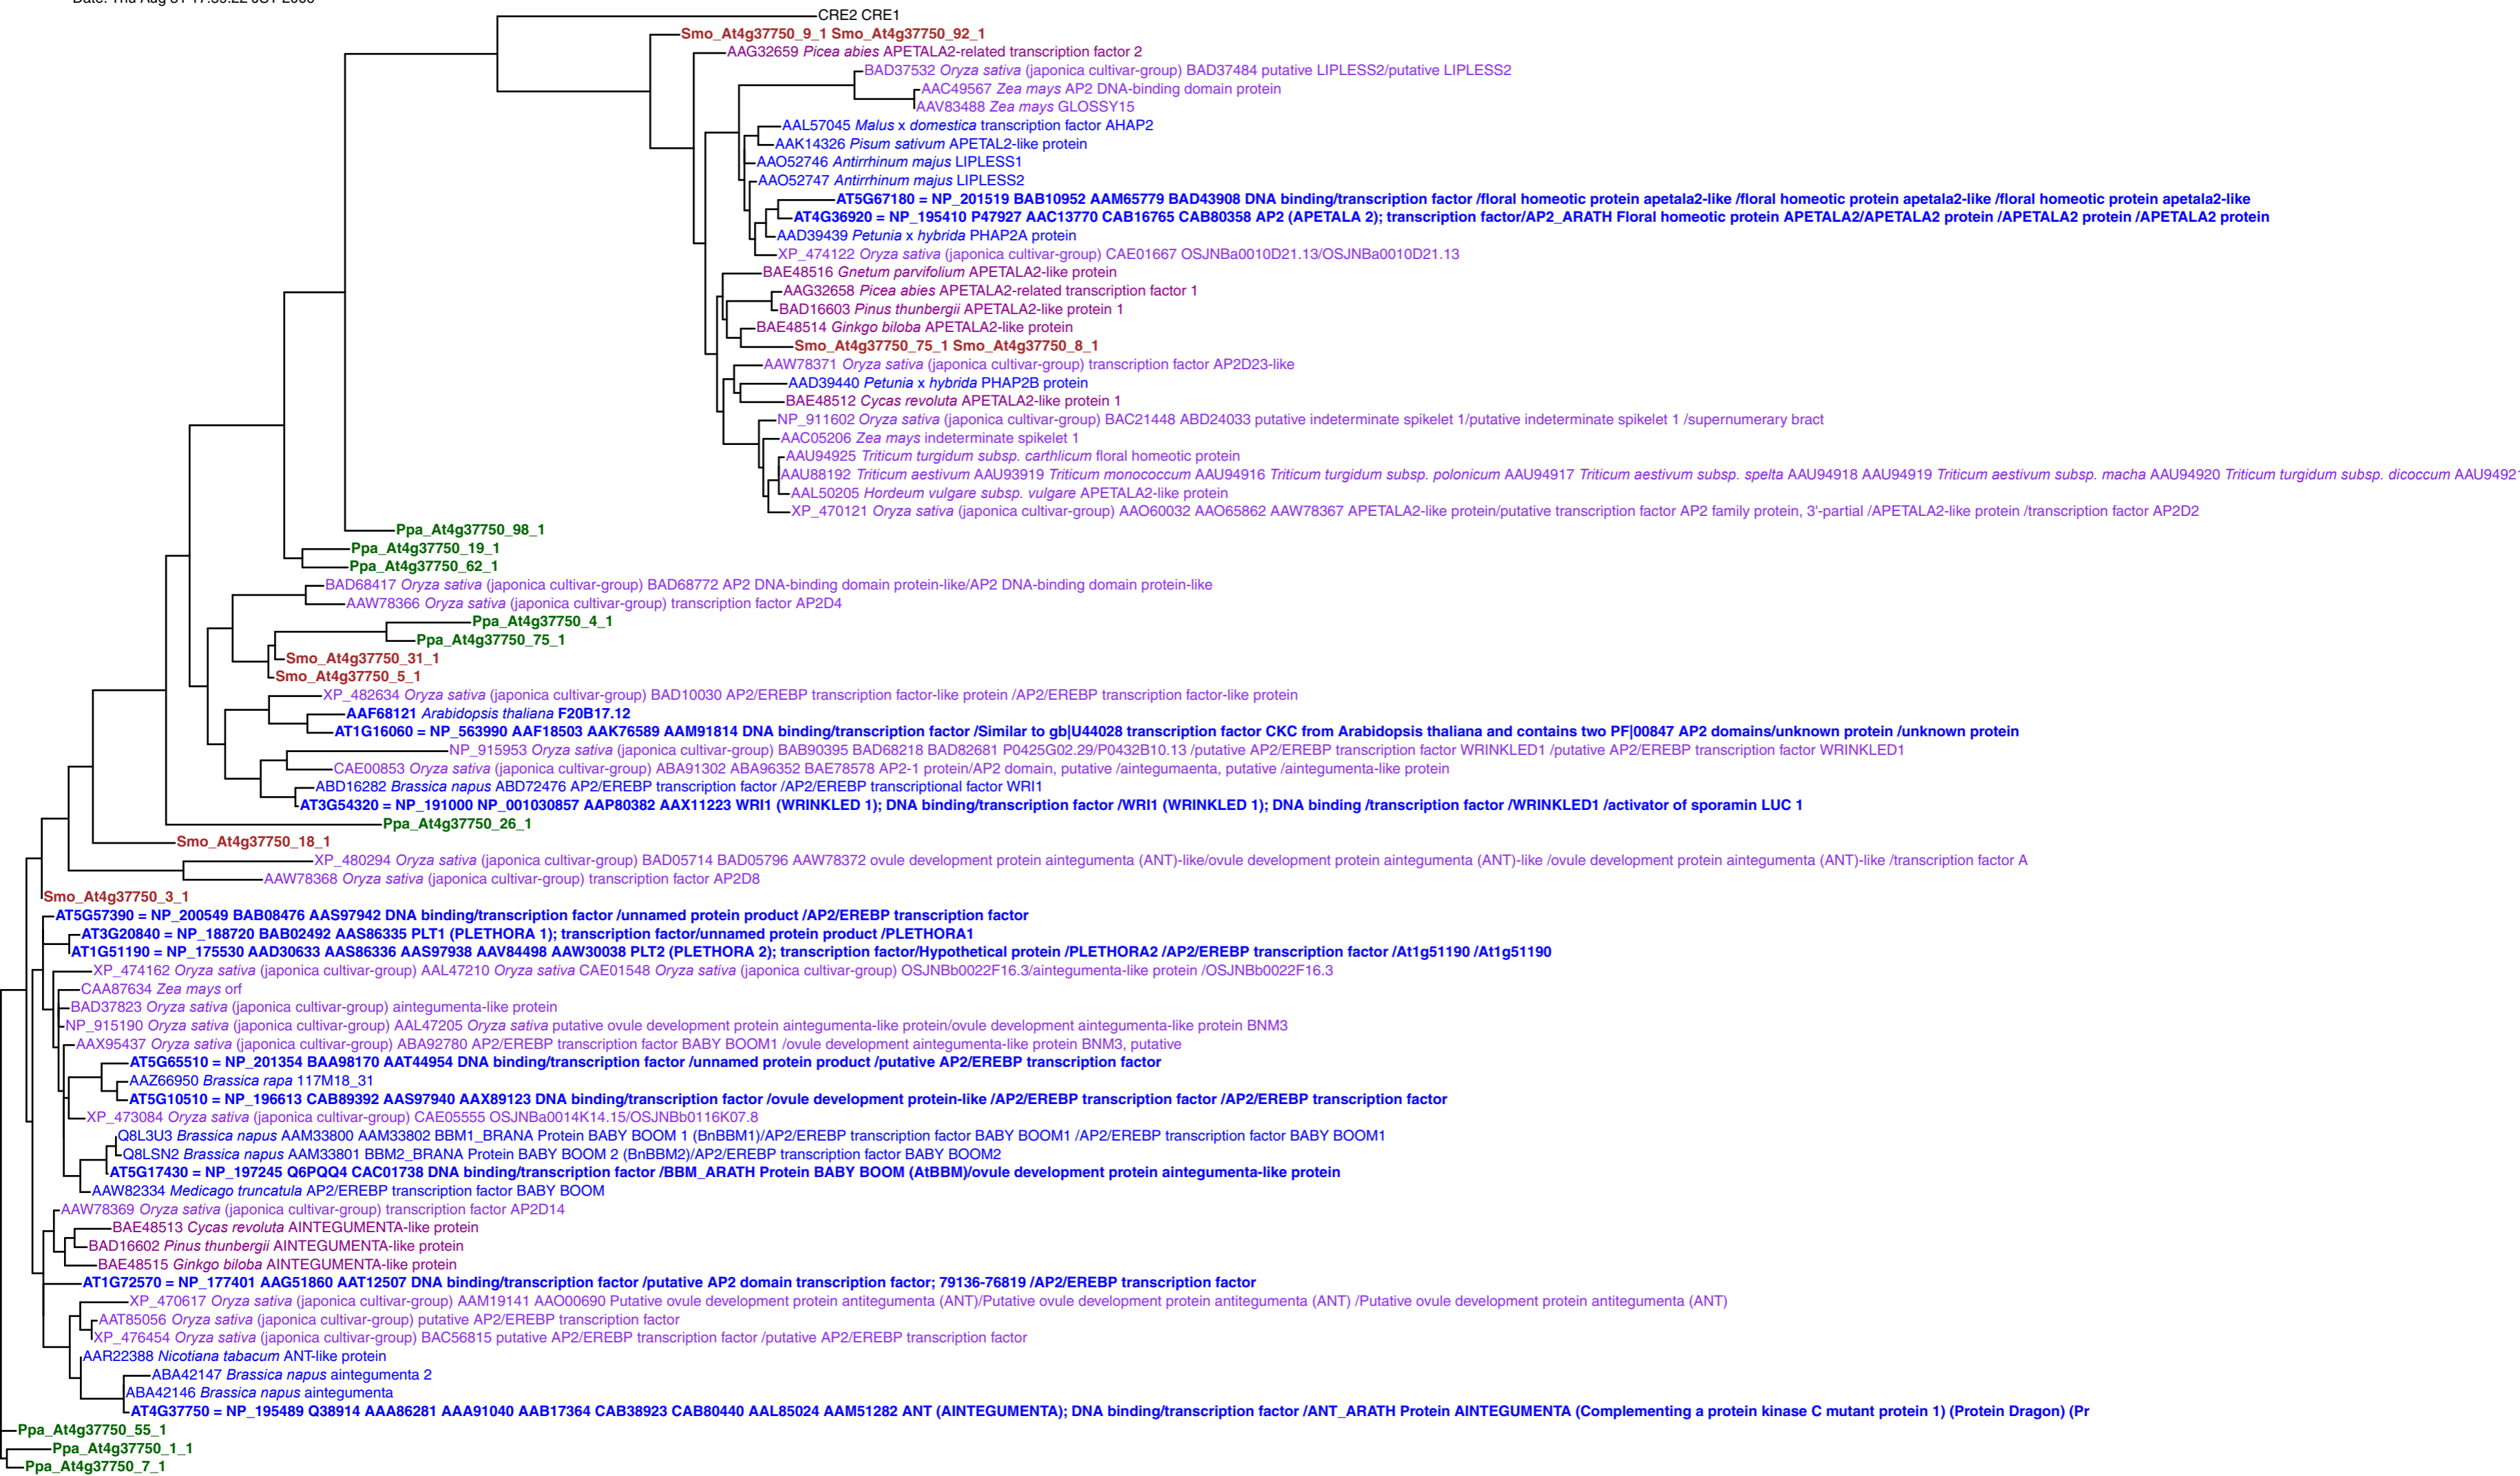 CRE2 CRE1
Smo_At4g37750_9_1 Smo_At4g37750_92_1
AAG32659 Picea abies APETALA2-related transcription factor 2
BAD37532 Oryza sativa (japonica cultivar-group) BAD37484 putative LIPLESS2/putative LIPLESS2
AAC49567 Zea mays AP2 DNA-binding domain protein
AAV83488 Zea mays GLOSSY15
AAL57045 Malus x domestica transcription factor AHAP2
AAK14326 Pisum sativum APETAL2-like protein
AAO52746 Antirrhinum majus LIPLESS1
AAO52747 Antirrhinum majus LIPLESS2
AT5G67180 = NP_201519 BAB10952 AAM65779 BAD43908 DNA binding/transcription factor /floral homeotic protein apetala2-like /floral homeotic protein apetala2-like /floral homeotic protein apetala2-like
AT4G36920 = NP_195410 P47927 AAC13770 CAB16765 CAB80358 AP2 (APETALA 2); transcription factor/AP2_ARATH Floral homeotic protein APETALA2/APETALA2 protein /APETALA2 protein /APETALA2 protein
AAD39439 Petunia x hybrida PHAP2A protein
XP_474122 Oryza sativa (japonica cultivar-group) CAE01667 OSJNBa0010D21.13/OSJNBa0010D21.13
BAE48516 Gnetum parvifolium APETALA2-like protein
AAG32658 Picea abies APETALA2-related transcription factor 1
BAD16603 Pinus thunbergii APETALA2-like protein 1
BAE48514 Ginkgo biloba APETALA2-like protein
Smo_At4g37750_75_1 Smo_At4g37750_8_1
AAW78371 Oryza sativa (japonica cultivar-group) transcription factor AP2D23-like
AAD39440 Petunia x hybrida PHAP2B protein
BAE48512 Cycas revoluta APETALA2-like protein 1
NP_911602 Oryza sativa (japonica cultivar-group) BAC21448 ABD24033 putative indeterminate spikelet 1/putative indeterminate spikelet 1 /supernumerary bract
AAC05206 Zea mays indeterminate spikelet 1
AAU94925 Triticum turgidum subsp. carthlicum floral homeotic protein
AAU88192 Triticum aestivum AAU93919 Triticum monococcum AAU94916 Triticum turgidum subsp. polonicum AAU94917 Triticum aestivum subsp. spelta AAU94918 AAU94919 Triticum aestivum subsp. macha AAU94920 Triticum turgidum subsp. dicoccum AAU9492
AAL50205 Hordeum vulgare subsp. vulgare APETALA2-like protein
XP_470121 Oryza sativa (japonica cultivar-group) AAO60032 AAO65862 AAW78367 APETALA2-like protein/putative transcription factor AP2 family protein, 3'-partial /APETALA2-like protein /transcription factor AP2D2
Ppa_At4g37750_98_1
Ppa_At4g37750_19_1
Ppa_At4g37750_62_1
BAD68417 Oryza sativa (japonica cultivar-group) BAD68772 AP2 DNA-binding domain protein-like/AP2 DNA-binding domain protein-like
AAW78366 Oryza sativa (japonica cultivar-group) transcription factor AP2D4
Ppa_At4g37750_4_1
Ppa_At4g37750_75_1
Smo_At4g37750_31_1
Smo_At4g37750_5_1
XP_482634 Oryza sativa (japonica cultivar-group) BAD10030 AP2/EREBP transcription factor-like protein /AP2/EREBP transcription factor-like protein
AAF68121 Arabidopsis thaliana F20B17.12
AT1G16060 = NP_563990 AAF18503 AAK76589 AAM91814 DNA binding/transcription factor /Similar to gb|U44028 transcription factor CKC from Arabidopsis thaliana and contains two PF|00847 AP2 domains/unknown protein /unknown protein
NP_915953 Oryza sativa (japonica cultivar-group) BAB90395 BAD68218 BAD82681 P0425G02.29/P0432B10.13 /putative AP2/EREBP transcription factor WRINKLED1 /putative AP2/EREBP transcription factor WRINKLED1
CAE00853 Oryza sativa (japonica cultivar-group) ABA91302 ABA96352 BAE78578 AP2-1 protein/AP2 domain, putative /aintegumaenta, putative /aintegumenta-like protein
ABD16282 Brassica napus ABD72476 AP2/EREBP transcription factor /AP2/EREBP transcriptional factor WRI1
AT3G54320 = NP_191000 NP_001030857 AAP80382 AAX11223 WRI1 (WRINKLED 1); DNA binding/transcription factor /WRI1 (WRINKLED 1); DNA binding /transcription factor /WRINKLED1 /activator of sporamin LUC 1
Ppa_At4g37750_26_1
Smo_At4g37750_18_1
XP_480294 Oryza sativa (japonica cultivar-group) BAD05714 BAD05796 AAW78372 ovule development protein aintegumenta (ANT)-like/ovule development protein aintegumenta (ANT)-like /ovule development protein aintegumenta (ANT)-like /transcription factor A
AAW78368 Oryza sativa (japonica cultivar-group) transcription factor AP2D8
Smo_At4g37750_3_1
AT5G57390 = NP_200549 BAB08476 AAS97942 DNA binding/transcription factor /unnamed protein product /AP2/EREBP transcription factor
AT3G20840 = NP_188720 BAB02492 AAS86335 PLT1 (PLETHORA 1); transcription factor/unnamed protein product /PLETHORA1
AT1G51190 = NP_175530 AAD30633 AAS86336 AAS97938 AAV84498 AAW30038 PLT2 (PLETHORA 2); transcription factor/Hypothetical protein /PLETHORA2 /AP2/EREBP transcription factor /At1g51190 /At1g51190
XP_474162 Oryza sativa (japonica cultivar-group) AAL47210 Oryza sativa CAE01548 Oryza sativa (japonica cultivar-group) OSJNBb0022F16.3/aintegumenta-like protein /OSJNBb0022F16.3
CAA87634 Zea mays orf
BAD37823 Oryza sativa (japonica cultivar-group) aintegumenta-like protein
NP_915190 Oryza sativa (japonica cultivar-group) AAL47205 Oryza sativa putative ovule development protein aintegumenta-like protein/ovule development aintegumenta-like protein BNM3
AAX95437 Oryza sativa (japonica cultivar-group) ABA92780 AP2/EREBP transcription factor BABY BOOM1 /ovule development aintegumenta-like protein BNM3, putative
AT5G65510 = NP_201354 BAA98170 AAT44954 DNA binding/transcription factor /unnamed protein product /putative AP2/EREBP transcription factor
AAZ66950 Brassica rapa 117M18_31
AT5G10510 = NP_196613 CAB89392 AAS97940 AAX89123 DNA binding/transcription factor /ovule development protein-like /AP2/EREBP transcription factor /AP2/EREBP transcription factor
XP_473084 Oryza sativa (japonica cultivar-group) CAE05555 OSJNBa0014K14.15/OSJNBb0116K07.8
Q8L3U3 Brassica napus AAM33800 AAM33802 BBM1_BRANA Protein BABY BOOM 1 (BnBBM1)/AP2/EREBP transcription factor BABY BOOM1 /AP2/EREBP transcription factor BABY BOOM1
Q8LSN2 Brassica napus AAM33801 BBM2_BRANA Protein BABY BOOM 2 (BnBBM2)/AP2/EREBP transcription factor BABY BOOM2
AT5G17430 = NP_197245 Q6PQQ4 CAC01738 DNA binding/transcription factor /BBM_ARATH Protein BABY BOOM (AtBBM)/ovule development protein aintegumenta-like protein
AAW82334 Medicago truncatula AP2/EREBP transcription factor BABY BOOM
AAW78369 Oryza sativa (japonica cultivar-group) transcription factor AP2D14
BAE48513 Cycas revoluta AINTEGUMENTA-like protein
BAD16602 Pinus thunbergii AINTEGUMENTA-like protein
BAE48515 Ginkgo biloba AINTEGUMENTA-like protein
AT1G72570 = NP_177401 AAG51860 AAT12507 DNA binding/transcription factor /putative AP2 domain transcription factor; 79136-76819 /AP2/EREBP transcription factor
XP_470617 Oryza sativa (japonica cultivar-group) AAM19141 AAO00690 Putative ovule development protein antitegumenta (ANT)/Putative ovule development protein antitegumenta (ANT) /Putative ovule development protein antitegumenta (ANT)
AAT85056 Oryza sativa (japonica cultivar-group) putative AP2/EREBP transcription factor
XP_476454 Oryza sativa (japonica cultivar-group) BAC56815 putative AP2/EREBP transcription factor /putative AP2/EREBP transcription factor
AAR22388 Nicotiana tabacum ANT-like protein
ABA42147 Brassica napus aintegumenta 2
ABA42146 Brassica napus aintegumenta
AT4G37750 = NP_195489 Q38914 AAA86281 AAA91040 AAB17364 CAB38923 CAB80440 AAL85024 AAM51282 ANT (AINTEGUMENTA); DNA binding/transcription factor /ANT_ARATH Protein AINTEGUMENTA (Complementing a protein kinase C mutant protein 1) (Protein Dragon) (Pr
Ppa_At4g37750_55_1
Ppa_At4g37750_1_1
Ppa_At4g37750_7_1